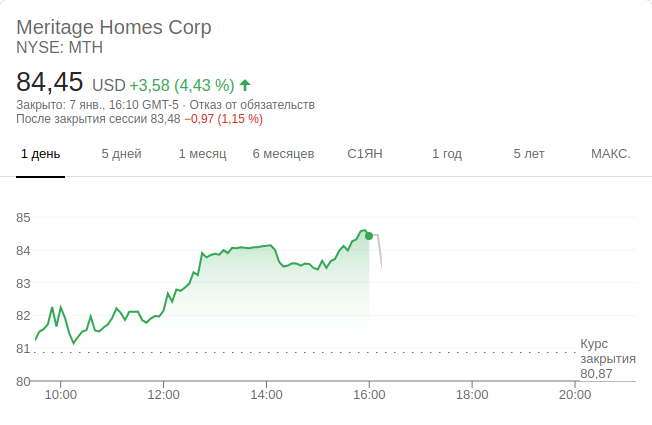 Meritage Homes Corp
NYSE: MTH
84,45 USD +3,58 (4,43 %)
Закрыто: 7 янв., 16:10 GMT-5 · Отказ от обязательств
После закрытия сессии 83,48 −0,97 (1,15 %)
1 день 5 дней 1 месяц 6 месяцев С1ЯН 1 год 5 лет МАКС.
85
84
83
82
81
80
Курс
закрытия
80,87
10:00 12:00 14:00 16:00 18:00 20:00